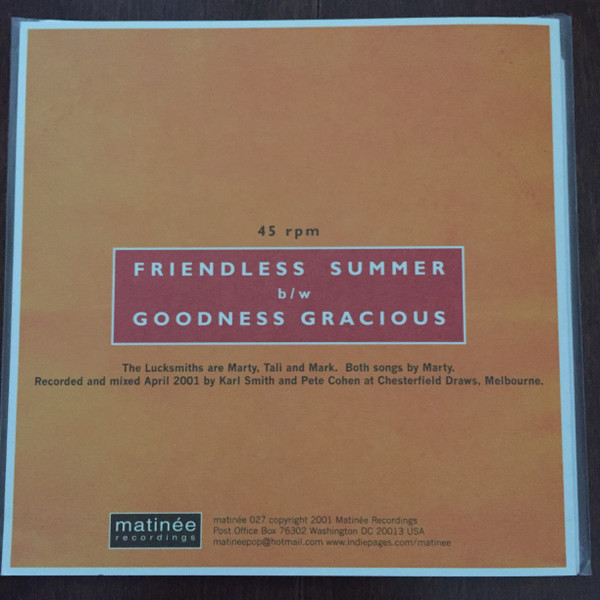 45 rpm
FRIENDLESS SUMMER
b/w
GOODNESS GRACIOUS
The Lucksmiths are Marty, Tali and Mark. Both songs by Marty.
Recorded and mixed April 2001 by Karl Smith and Pete Cohen at Chesterfield Draws, Melbourne.
matinée
recordings
matinée 027 copyright 2001 Matinée Recordings
Post Office Box 76302 Washington DC 20013 USA
matineepop@hotmail.com www.indiepages.com/matinee